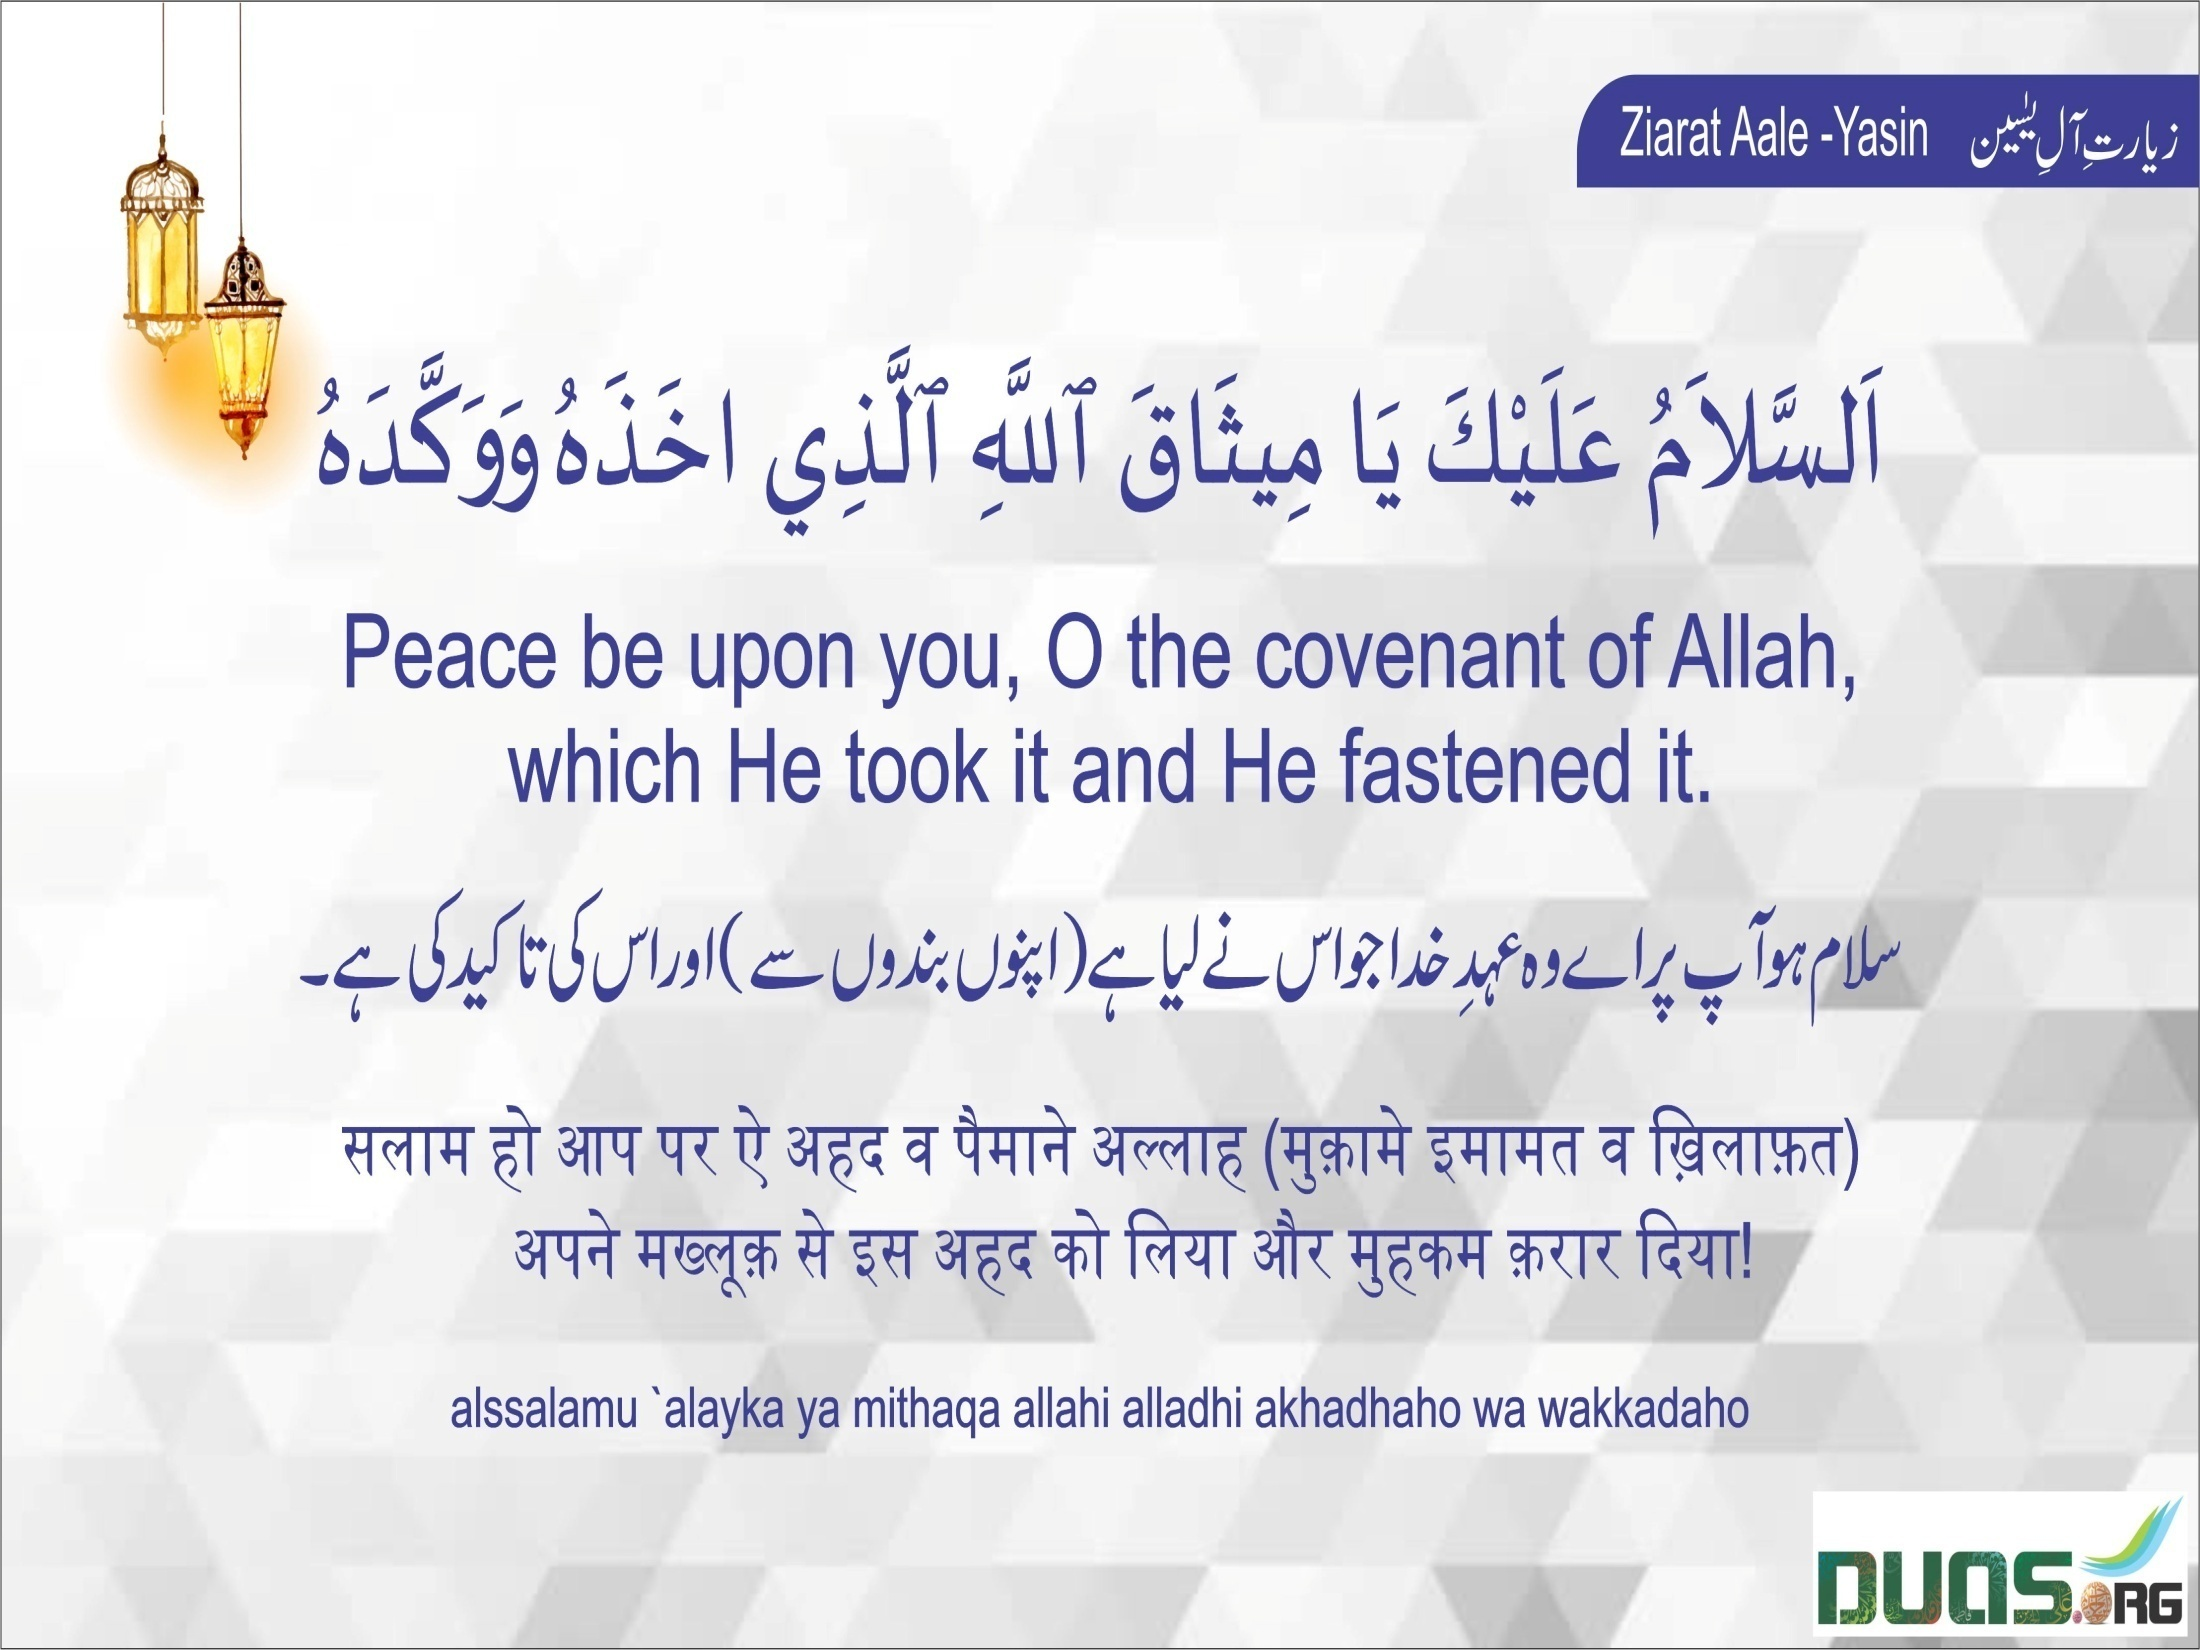 Ziarat Aale -Yasin زیارتِ آلِ یٰسین
اَلسَّلاَمُ عَلَيْكَ يَا مِيثَاقَ ٱللَّهِ ٱلَّذِي اخَذَهُ وَوَكَّدَهُ
Peace be upon you, O the covenant of Allah,
which He took it and He fastened it.
سلام ہو آپ پر اے وہ عہدِ خدا جو اس نے لیا ہے (اپنوں بندوں سے) اور اس کی تاکید کی ہے۔
सलाम हो आप पर ऐ अहद व पैमाने अल्लाह (मुक़ामे इमामत व ख़िलाफ़त)
अपने मख्लूक़ से इस अहद को लिया और मुहकम क़रार दिया!
alssalamu `alayka ya mithaqa allahi alladhi akhadhaho wa wakkadaho
DUAS.ORG